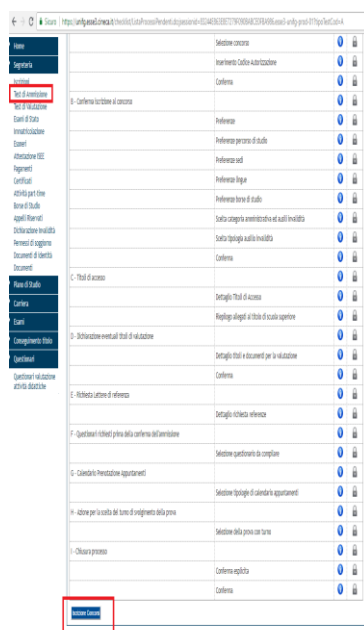 Home
Segreteria
Iscrizioni
Test di Ammissione
Test di Valutazione
Esami di Stato
Immatricolazione
Esoneri
Attestazione ISEE
Pagamenti
Certificati
Attività part-time
Borse di Studio
Appelli Riservati
Dichiarazione Invalidità
Permessi di soggiorno
Documenti di Identità
Documenti
Piano di Studio
Carriera
Esami
Conseguimento titolo
Questionari
Questionari valutazione
attività didattiche
Selezione concorso
Inserimento Codice Autorizzazione
Conferma
B - Conferma iscrizione al concorso
Preferenze
Preferenze percorso di studio
Preferenze sedi
Preferenze lingue
Preferenze borse di studio
Scelta categoria amministrativa ed ausili invalidità
Scelta tipologia ausilio invalidità
Conferma
C - Titoli di accesso
Dettaglio Titoli di Accesso
Riepilogo allegati al titolo di scuola superiore
D - Dichiarazione eventuali titoli di valutazione
Dettaglio titoli e documenti per la valutazione
Conferma
E - Richiesta Lettere di referenza
Dettaglio richiesta referenze
F - Questionari richiesti prima della conferma dell'ammissione
Selezione questionario da compilare
G - Calendario Prenotazione Appuntamenti
Selezione tipologie di calendario appuntamenti
H - Azione per la scelta del turno di svolgimento della prova
Selezione della prova con turno
I - Chiusura processo
Conferma esplicita
Conferma
Iscrizione Concorsi